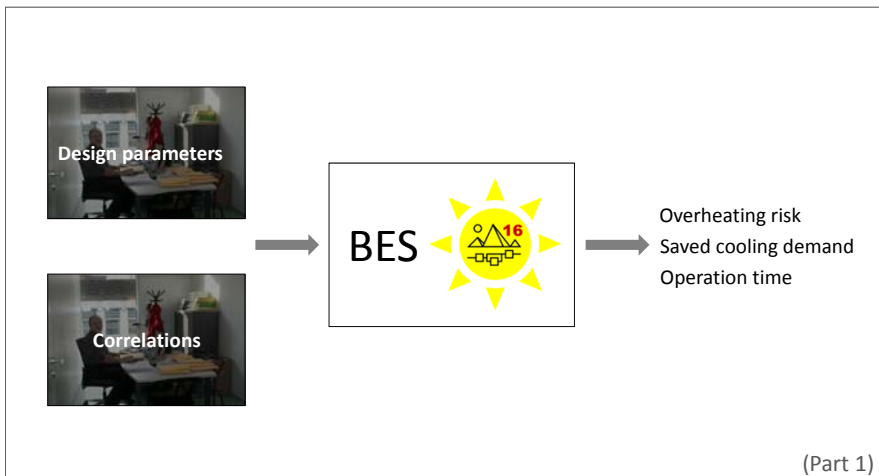 Design parameters
Correlations
BES
16
Overheating risk
Saved cooling demand
Operation time
(Part 1)